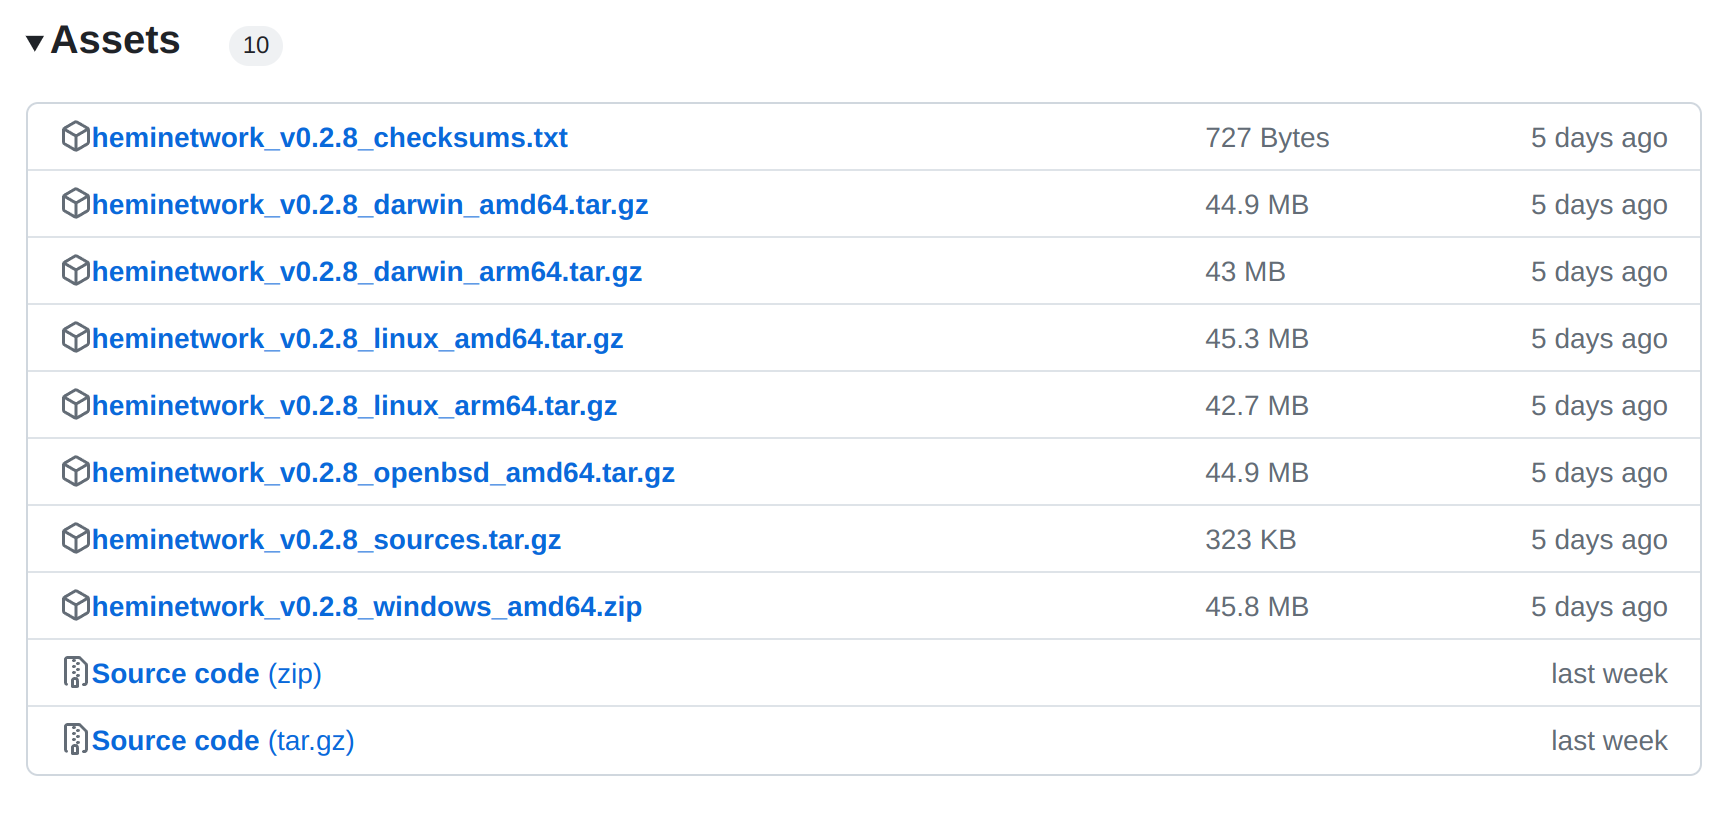 Assets 10
heminetwork_v0.2.8_checksums.txt 727 Bytes 5 days ago
heminetwork_v0.2.8_darwin_amd64.tar.gz 44.9 MB 5 days ago
heminetwork_v0.2.8_darwin_arm64.tar.gz 43 MB 5 days ago
heminetwork_v0.2.8_linux_amd64.tar.gz 45.3 MB 5 days ago
heminetwork_v0.2.8_linux_arm64.tar.gz 42.7 MB 5 days ago
heminetwork_v0.2.8_openbsd_amd64.tar.gz 44.9 MB 5 days ago
heminetwork_v0.2.8_sources.tar.gz 323 KB 5 days ago
heminetwork_v0.2.8_windows_amd64.zip 45.8 MB 5 days ago
Source code (zip) last week
Source code (tar.gz) last week